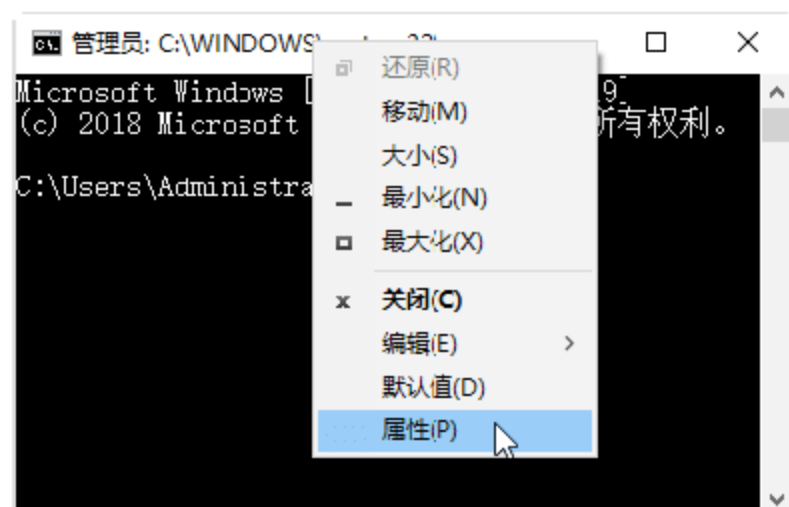 管理员: C:\WINDOWS\
Microsoft Windows [
(c) 2018 Microsoft
所有权利。
C:\Users\Administra
还原(R)
移动(M)
大小(S)
最小化(N)
最大化(X)
关闭(C)
编辑(E)
默认值(D)
属性(P)